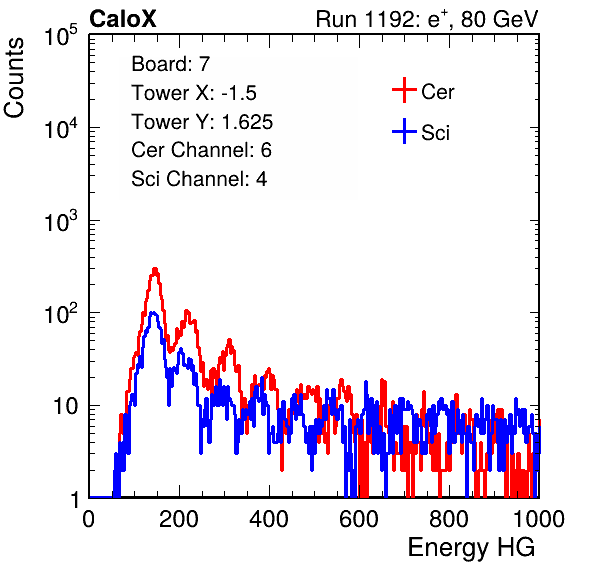 CaloX Run 1192: e⁺, 80 GeV
Board: 7
Tower X: -1.5
Tower Y: 1.625
Cer Channel: 6
Sci Channel: 4
Cer
Sci
Counts
10⁵
10⁴
10³
10²
10
1
0 200 400 600 800 1000
Energy HG